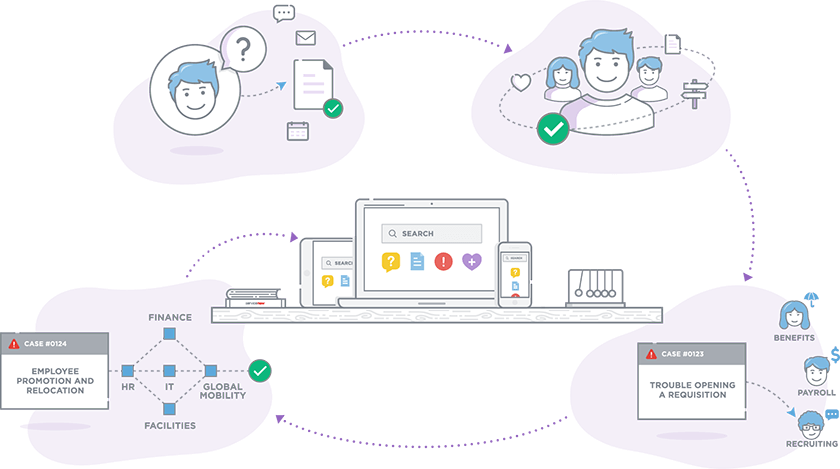 ?
SEARCH
SEARCH
SEARCH
?
!
?
?
CASE #0124
EMPLOYEE
PROMOTION AND
RELOCATION
FINANCE
HR
IT
GLOBAL
MOBILITY
FACILITIES
CASE #0123
TROUBLE OPENING
A REQUISITION
BENEFITS
$
PAYROLL
RECRUITING